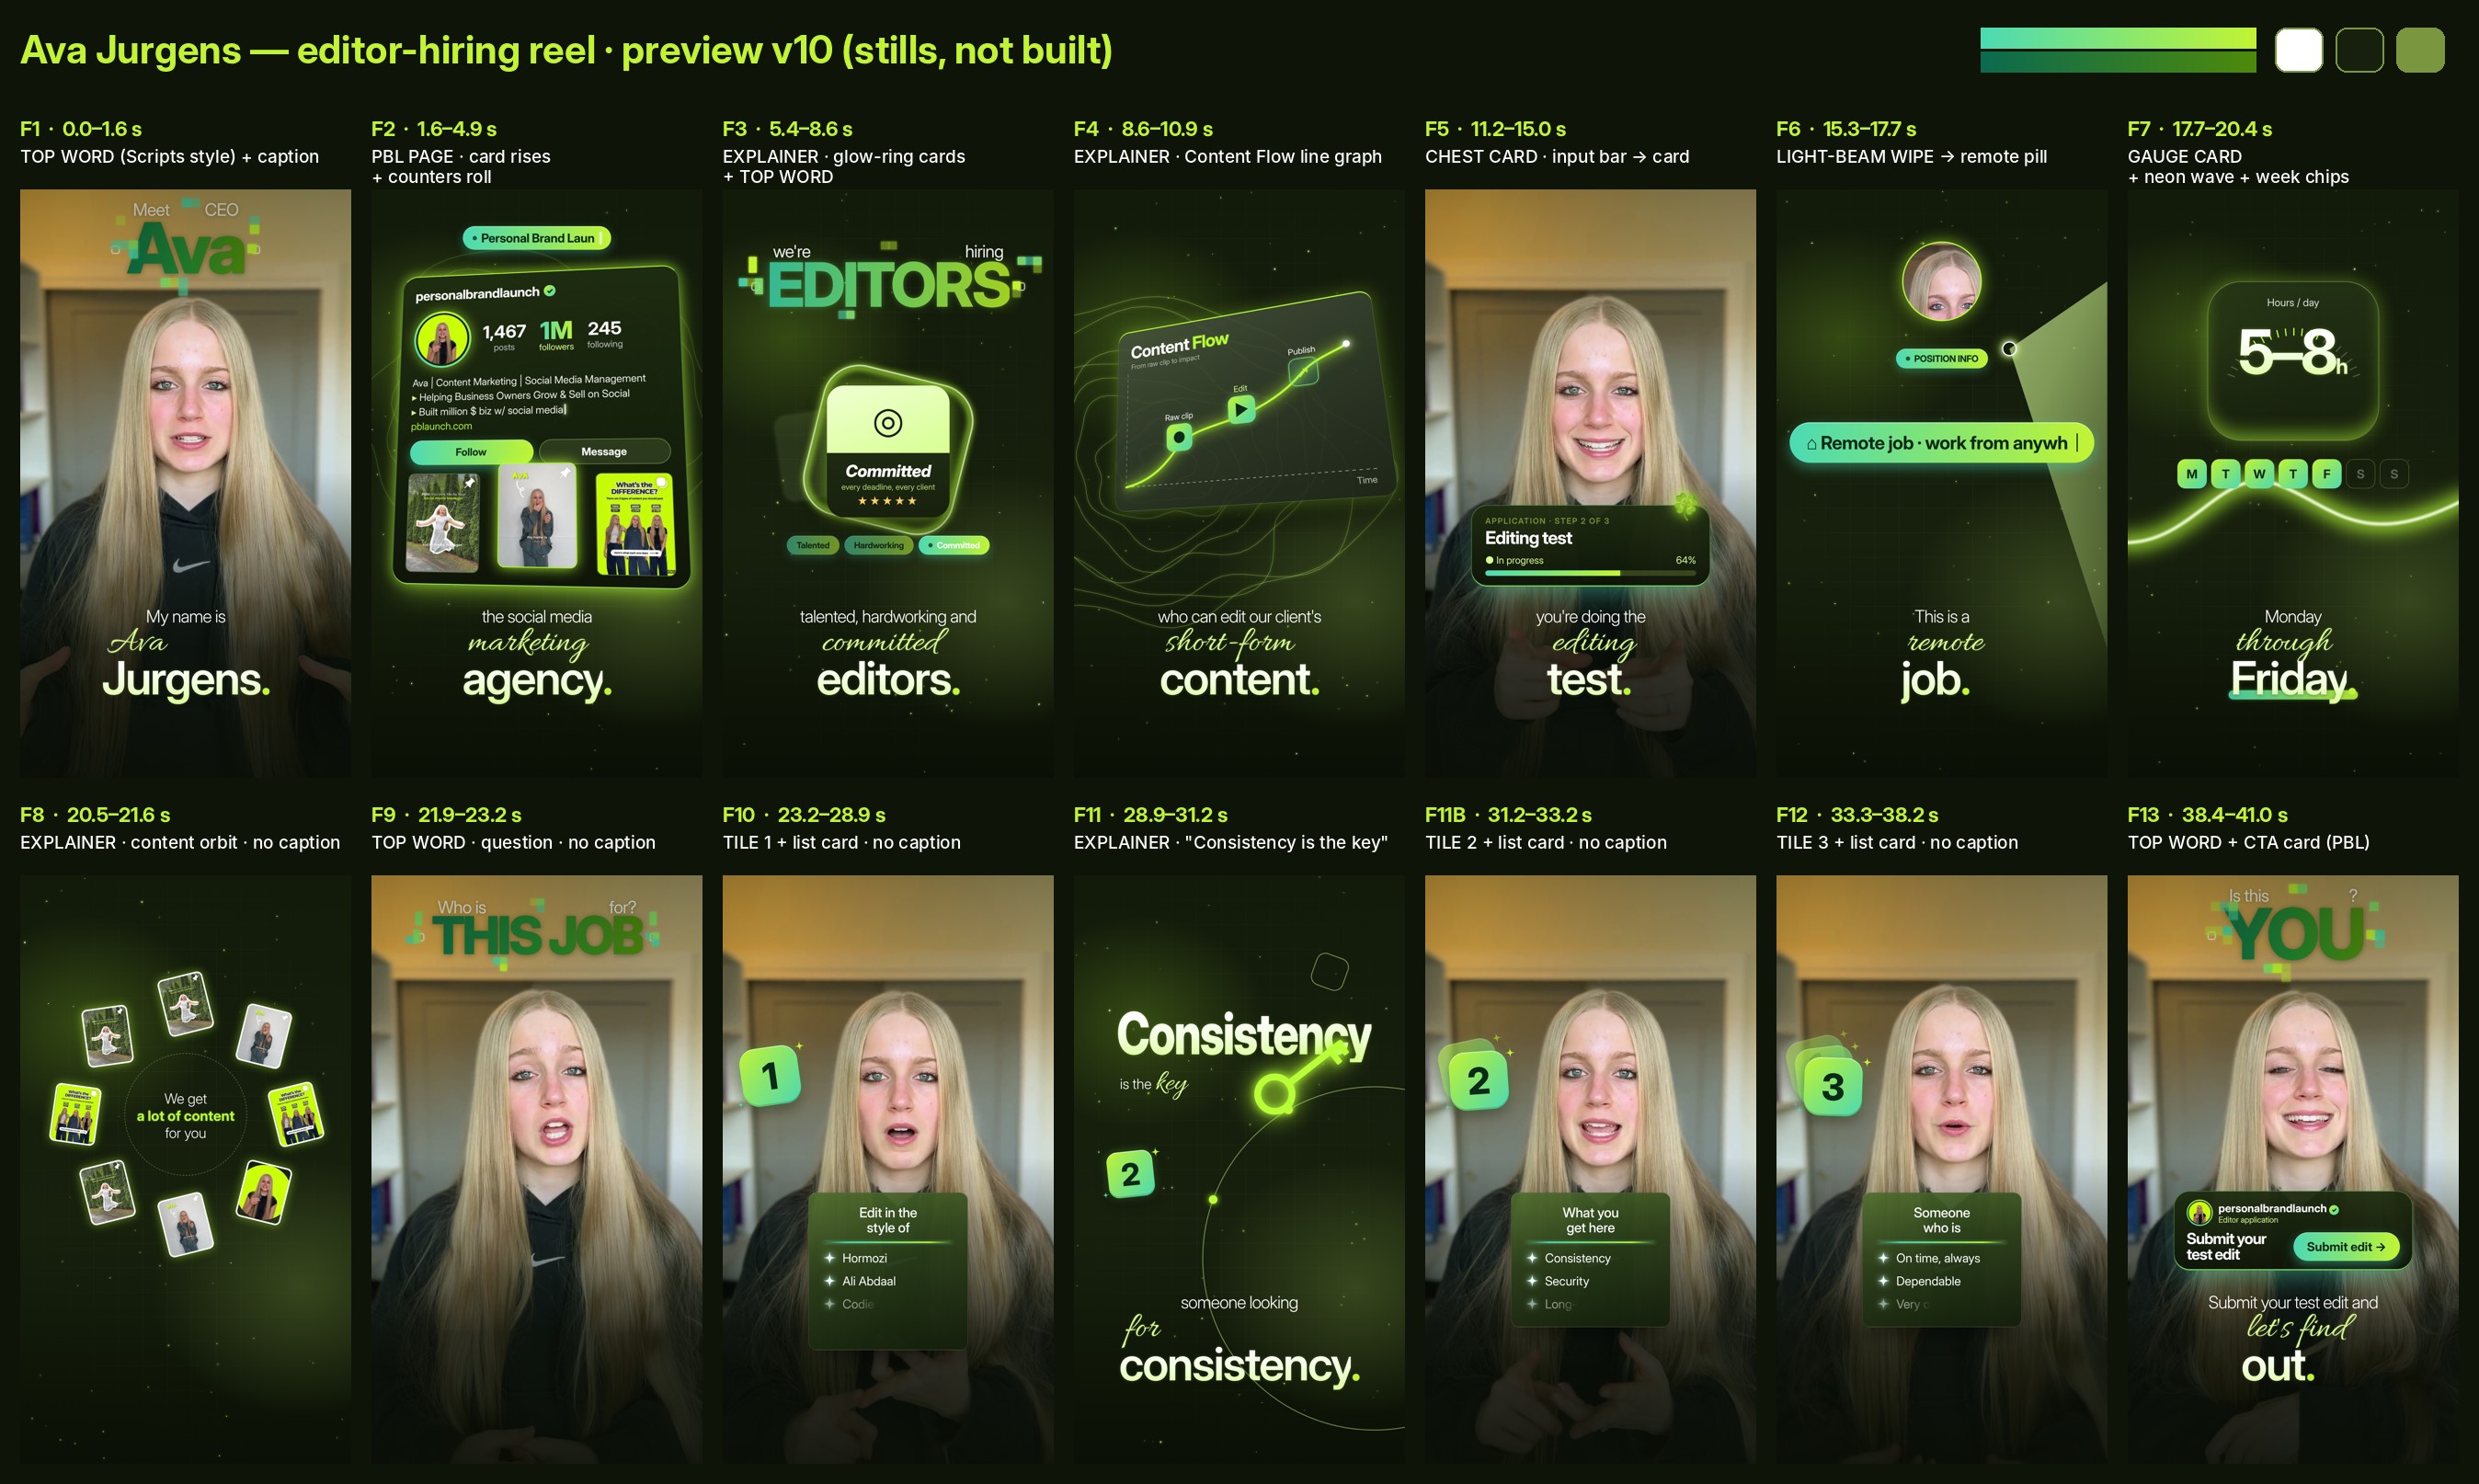 Ava Jurgens — editor-hiring reel · preview v10 (stills, not built)
F1 · 0.0–1.6 s
TOP WORD (Scripts style) + caption
Meet CEO
Ava
My name is
Ava
Jurgens.
F2 · 1.6–4.9 s
PBL PAGE · card rises
+ counters roll
• Personal Brand Laun
personalbrandlaunch
1,467 1M 245
posts followers following
Ava | Content Marketing | Social Media Management
▸ Helping Business Owners Grow & Sell on Social
▸ Built million $ biz w/ social media
pblaunch.com
Follow Message
AVA
What's the
DIFFERENCE?
the social media
marketing
agency.
F3 · 5.4–8.6 s
EXPLAINER · glow-ring cards
+ TOP WORD
we're hiring
EDITORS
Committed
every deadline, every client
★★★★★
Talented Hardworking • Committed
talented, hardworking and
committed
editors.
F4 · 8.6–10.9 s
EXPLAINER · Content Flow line graph
Content Flow
From raw clip to impact
Publish
Edit
Raw clip
Time
who can edit our client's
short-form
content.
F5 · 11.2–15.0 s
CHEST CARD · input bar → card
APPLICATION · STEP 2 OF 3
Editing test
In progress 64%
you're doing the
editing
test.
F6 · 15.3–17.7 s
LIGHT-BEAM WIPE → remote pill
• POSITION INFO
⌂ Remote job · work from anywh
This is a
remote
job.
F7 · 17.7–20.4 s
GAUGE CARD
+ neon wave + week chips
Hours / day
5–8h
M T W T F S S
Monday
through
Friday.
F8 · 20.5–21.6 s
EXPLAINER · content orbit · no caption
What's the
DIFFERENCE?
What's the
DIFFERENCE?
We get
a lot of content
for you
F9 · 21.9–23.2 s
TOP WORD · question · no caption
Who is for?
THIS JOB
F10 · 23.2–28.9 s
TILE 1 + list card · no caption
1
Edit in the
style of
Hormozi
Ali Abdaal
Codie
F11 · 28.9–31.2 s
EXPLAINER · "Consistency is the key"
Consistency
is the key
2
someone looking
for
consistency.
F11B · 31.2–33.2 s
TILE 2 + list card · no caption
2
What you
get here
Consistency
Security
Long-
F12 · 33.3–38.2 s
TILE 3 + list card · no caption
3
Someone
who is
On time, always
Dependable
Very
F13 · 38.4–41.0 s
TOP WORD + CTA card (PBL)
Is this ?
YOU
personalbrandlaunch
Editor application
Submit your
test edit
Submit edit →
Submit your test edit and
let's find
out.